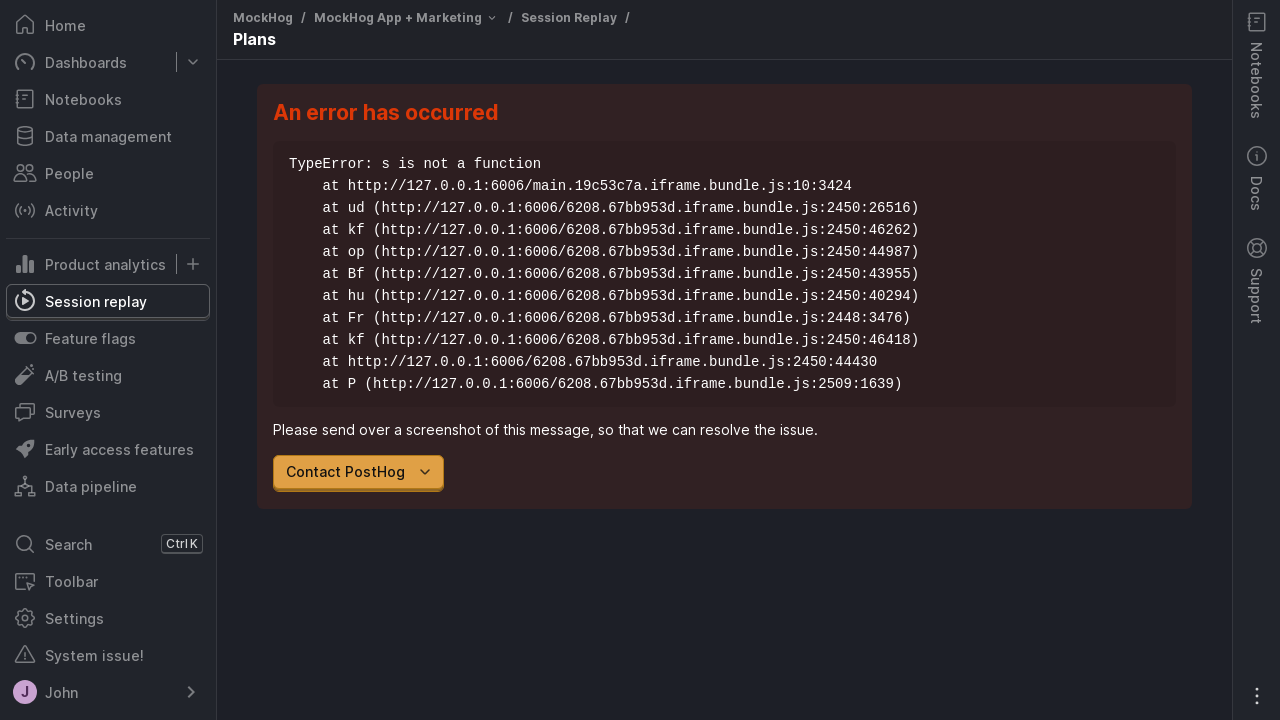 Home
Dashboards
Notebooks
Data management
People
Activity
Product analytics
Session replay
Feature flags
A/B testing
Surveys
Early access features
Data pipeline
Search Ctrl K
Toolbar
Settings
System issue!
J John
MockHog / MockHog App + Marketing / Session Replay /
Plans
An error has occurred
TypeError: s is not a function
at http://127.0.0.1:6006/main.19c53c7a.iframe.bundle.js:10:3424
at ud (http://127.0.0.1:6006/6208.67bb953d.iframe.bundle.js:2450:26516)
at kf (http://127.0.0.1:6006/6208.67bb953d.iframe.bundle.js:2450:46262)
at op (http://127.0.0.1:6006/6208.67bb953d.iframe.bundle.js:2450:44987)
at Bf (http://127.0.0.1:6006/6208.67bb953d.iframe.bundle.js:2450:43955)
at hu (http://127.0.0.1:6006/6208.67bb953d.iframe.bundle.js:2450:40294)
at Fr (http://127.0.0.1:6006/6208.67bb953d.iframe.bundle.js:2448:3476)
at kf (http://127.0.0.1:6006/6208.67bb953d.iframe.bundle.js:2450:46418)
at http://127.0.0.1:6006/6208.67bb953d.iframe.bundle.js:2450:44430
at P (http://127.0.0.1:6006/6208.67bb953d.iframe.bundle.js:2509:1639)
Please send over a screenshot of this message, so that we can resolve the issue.
Contact PostHog
Notebooks
Docs
Support